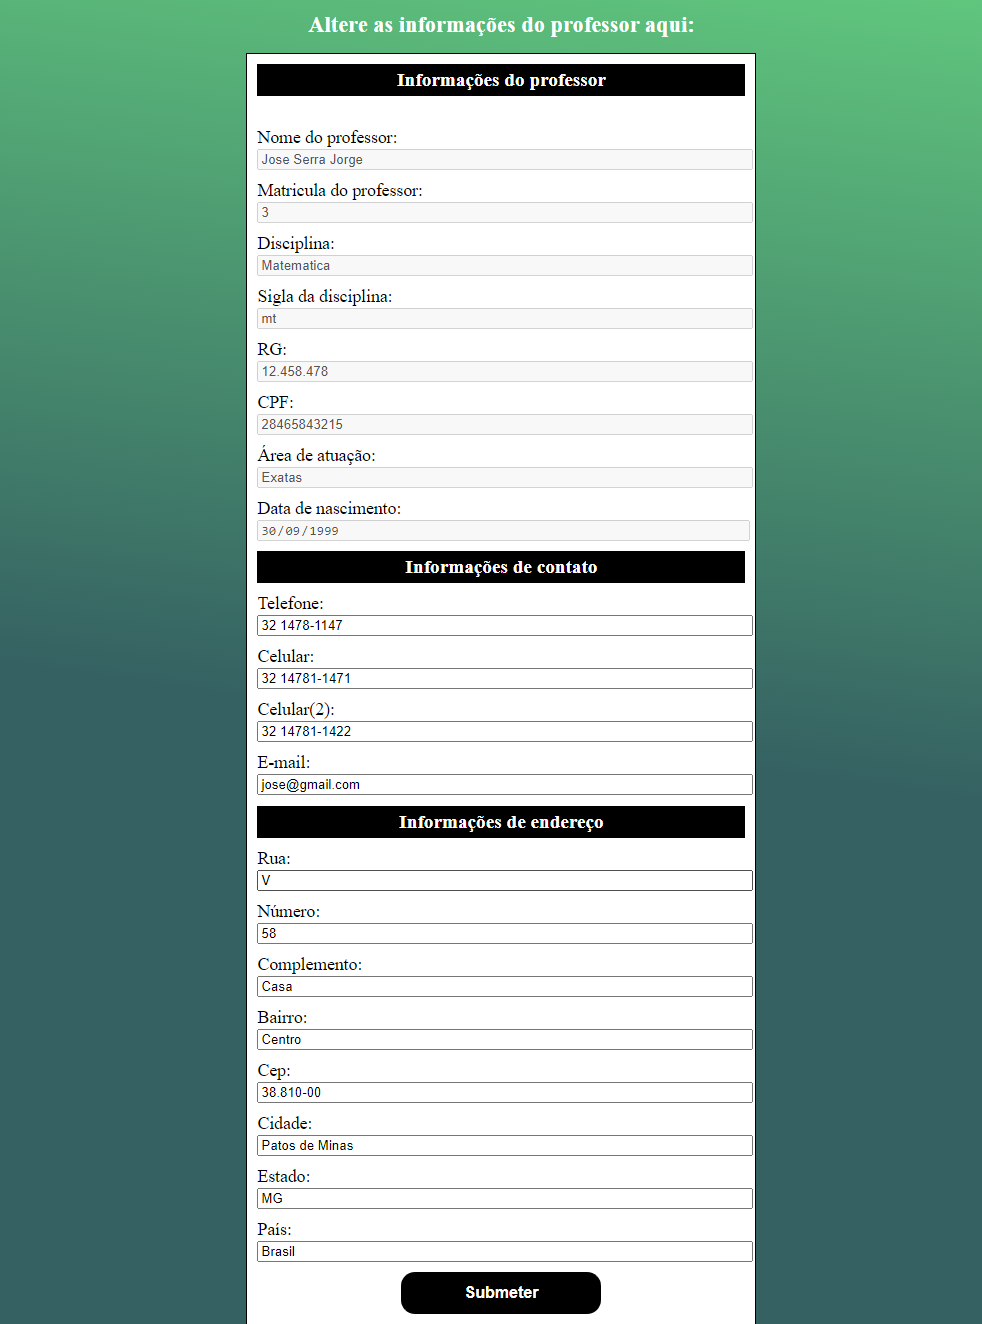 Altere as informações do professor aqui:
Informações do professor
Nome do professor:
Jose Serra Jorge
Matricula do professor:
3
Disciplina:
Matematica
Sigla da disciplina:
mt
RG:
12.458.478
CPF:
28465843215
Área de atuação:
Exatas
Data de nascimento:
30/09/1999
Informações de contato
Telefone:
32 1478-1147
Celular:
32 14781-1471
Celular(2):
32 14781-1422
E-mail:
jose@gmail.com
Informações de endereço
Rua:
V
Número:
58
Complemento:
Casa
Bairro:
Centro
Cep:
38.810-00
Cidade:
Patos de Minas
Estado:
MG
País:
Brasil
Submeter